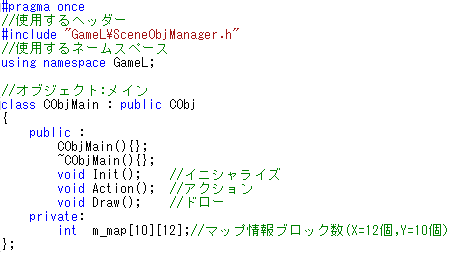 #pragma once
//使用するヘッダー
#include "GameL¥SceneObjManager.h"
//使用するネームスペース
using namespace GameL;

//オブジェクト:メイン
class CObjMain : public CObj
{
    public :
        CObjMain(){};
        ~CObjMain(){};
        void Init();   //イニシャライズ
        void Action(); //アクション
        void Draw();   //ドロー
    private:
        int  m_map[10][12];//マップ情報ブロック数(X=12個,Y=10個)
};